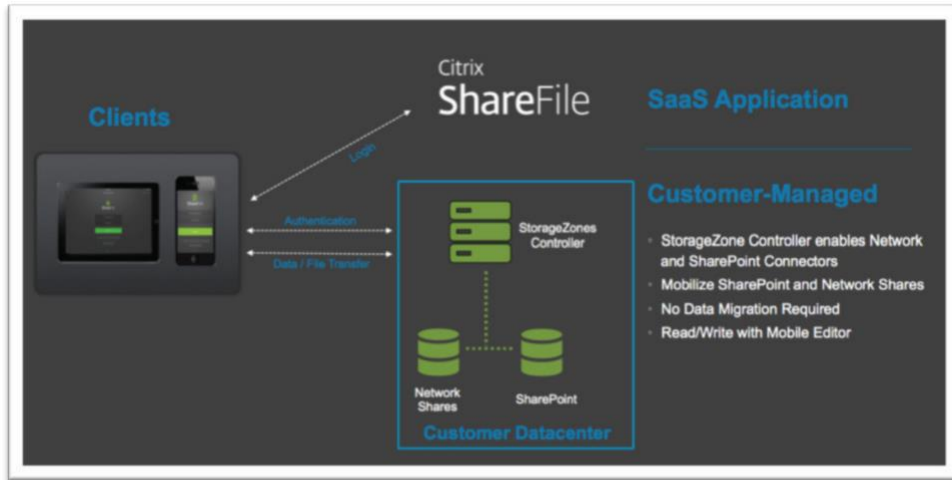 Citrix
ShareFile
SaaS Application
Clients
Login
Customer-Managed
Authentication
StorageZones
Controller
Data / File Transfer
StorageZone Controller enables Network
and SharePoint Connectors
Mobilize SharePoint and Network Shares
No Data Migration Required
Read/Write with Mobile Editor
Network
Shares
SharePoint
Customer Datacenter